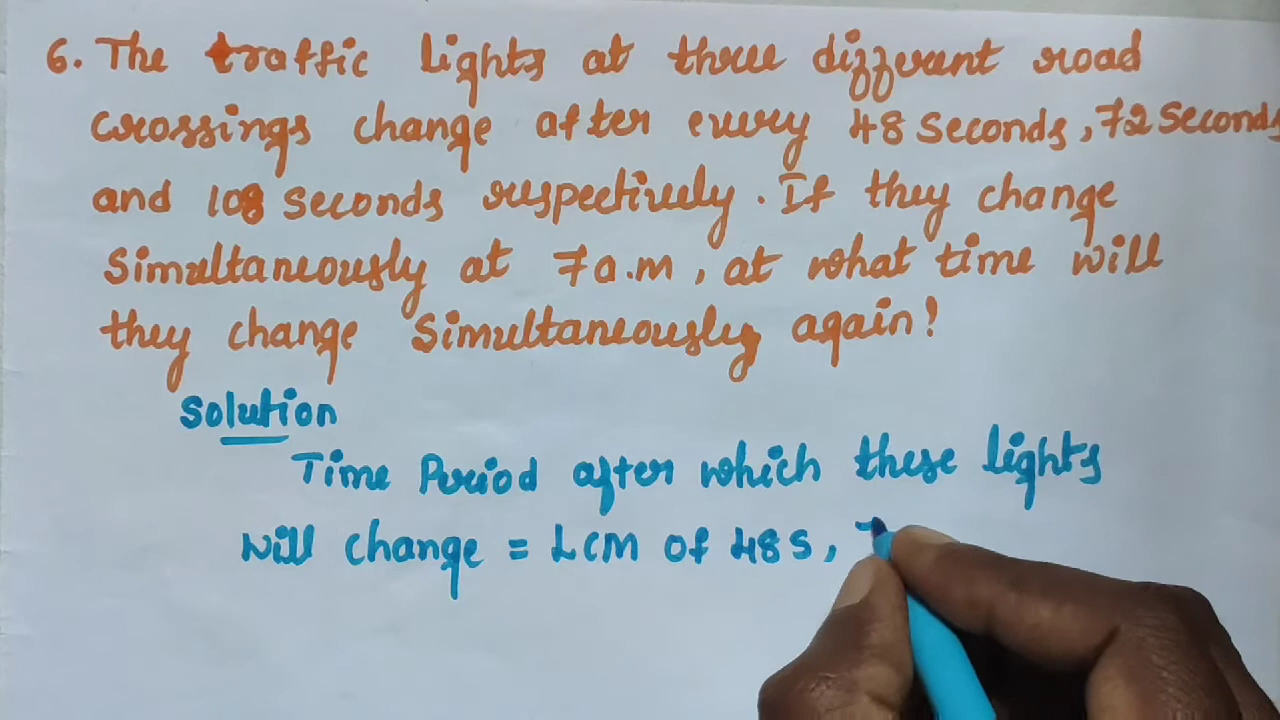 6. The traffic lights at three different road
crossings change after every 48 seconds, 72 Seconds
and 108 seconds respectively. If they change
Simultaneously at 7 a.m, at what time will
they change Simultaneously again?
Solution
Time Period after which these lights
will change = LCM of 48s, 7